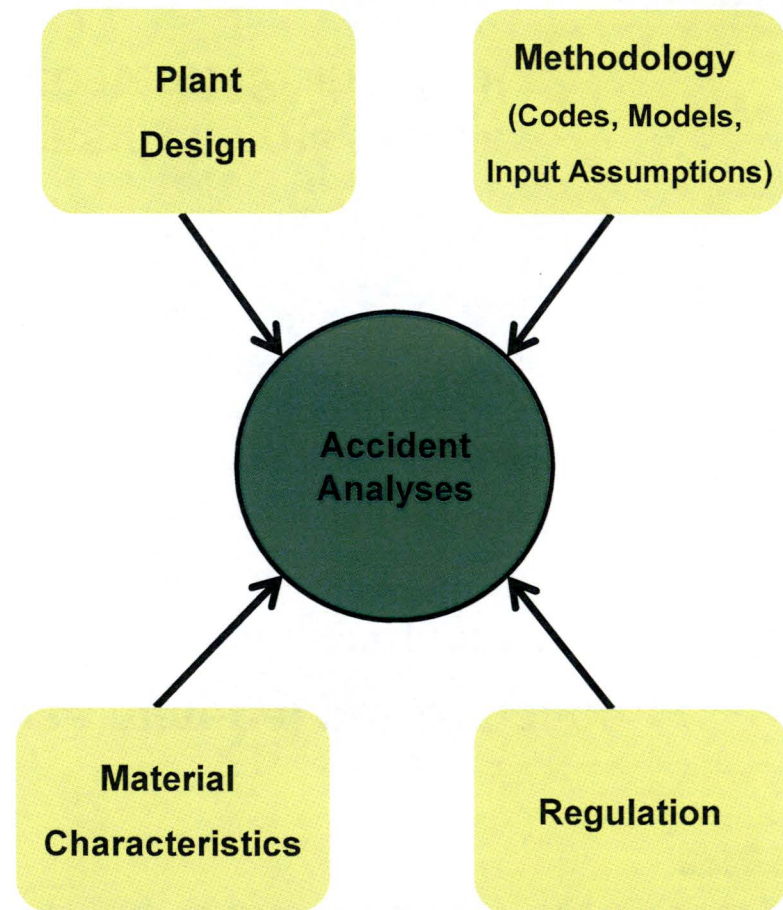 Plant
Design
Methodology
(Codes, Models,
Input Assumptions)
Accident
Analyses
Material
Characteristics
Regulation